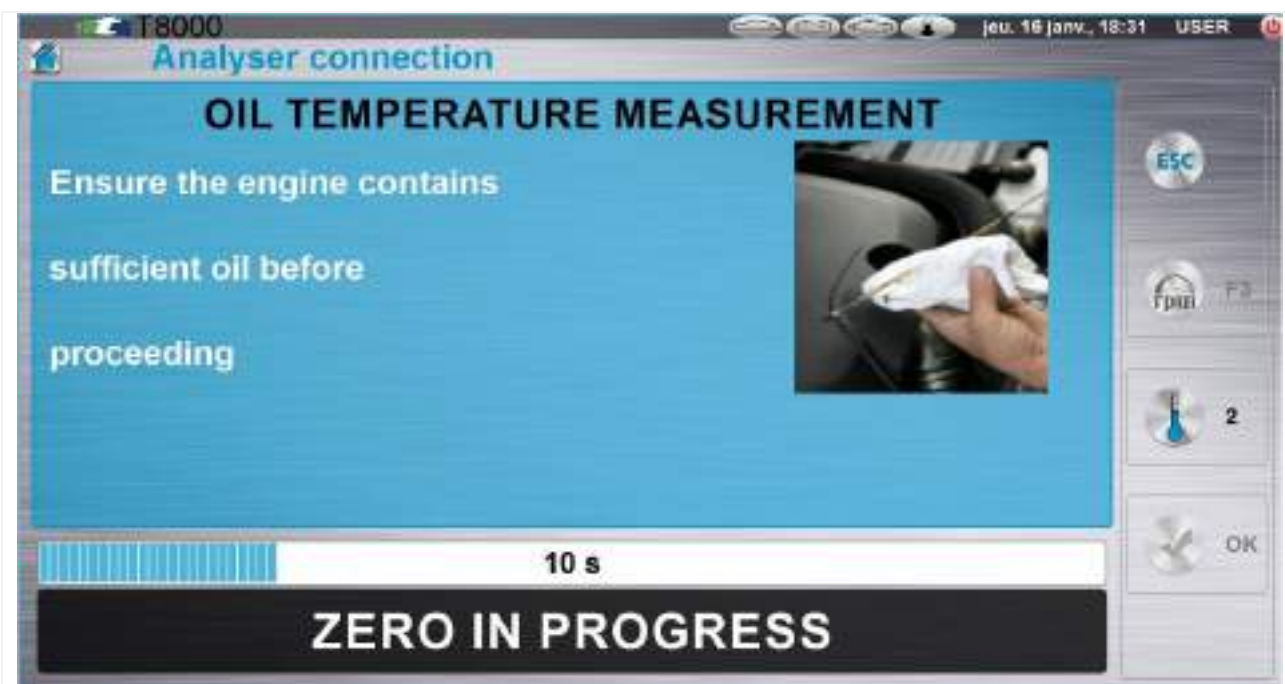 T8000
jeu. 16 janv., 18:31 USER
Analyser connection
OIL TEMPERATURE MEASUREMENT
Ensure the engine contains
sufficient oil before
proceeding
ESC
F3
2
OK
10 s
ZERO IN PROGRESS